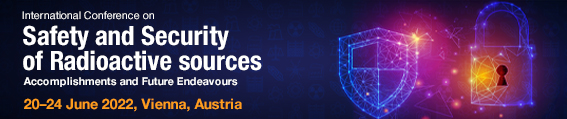 International Conference on
Safety and Security
of Radioactive sources
Accomplishments and Future Endeavours
20–24 June 2022, Vienna, Austria